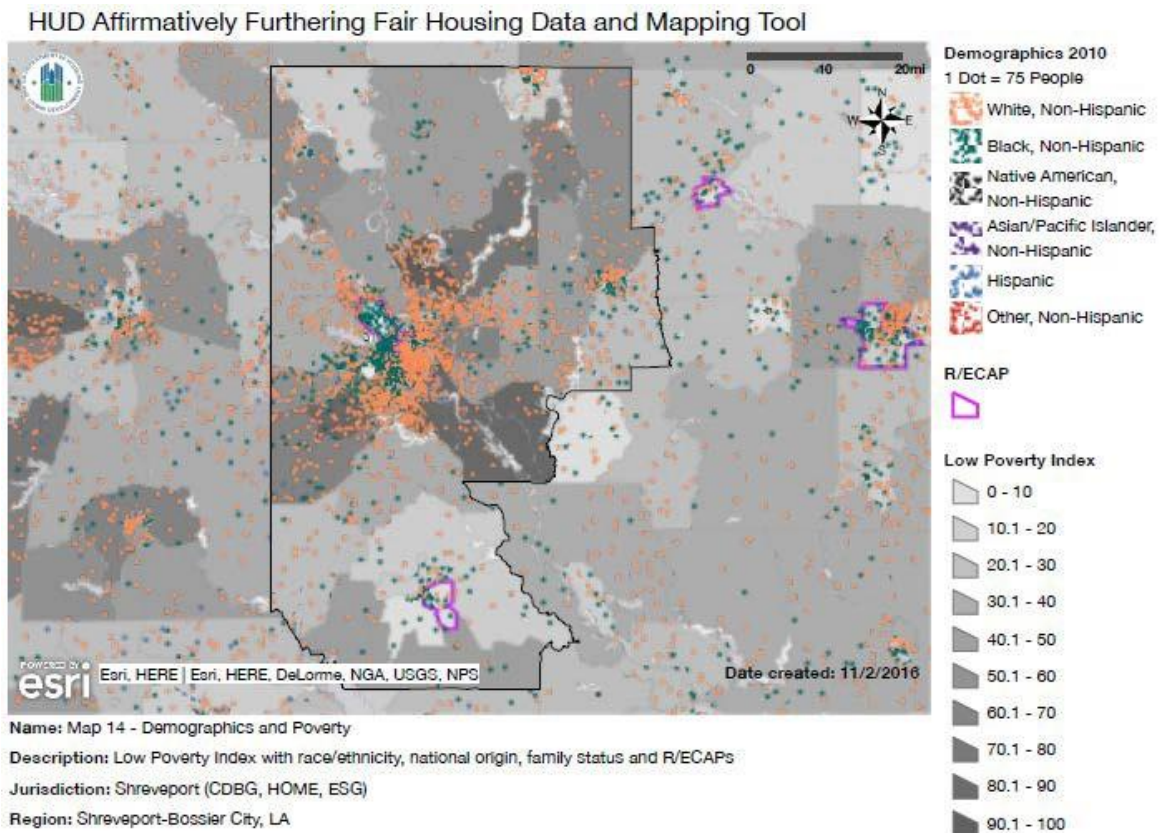 HUD Affirmatively Furthering Fair Housing Data and Mapping Tool
0 10 20mi
N
W E
S
Demographics 2010
1 Dot = 75 People
White, Non-Hispanic
Black, Non-Hispanic
Native American,
Non-Hispanic
Asian/Pacific Islander,
Non-Hispanic
Hispanic
Other, Non-Hispanic
R/ECAP
Low Poverty Index
0 - 10
10.1 - 20
20.1 - 30
30.1 - 40
40.1 - 50
50.1 - 60
60.1 - 70
70.1 - 80
80.1 - 90
90.1 - 100
POWERED BY
esri
Esri, HERE | Esri, HERE, DeLorme, NGA, USGS, NPS
Date created: 11/2/2016
Name: Map 14 - Demographics and Poverty
Description: Low Poverty Index with race/ethnicity, national origin, family status and R/ECAPs
Jurisdiction: Shreveport (CDBG, HOME, ESG)
Region: Shreveport-Bossier City, LA